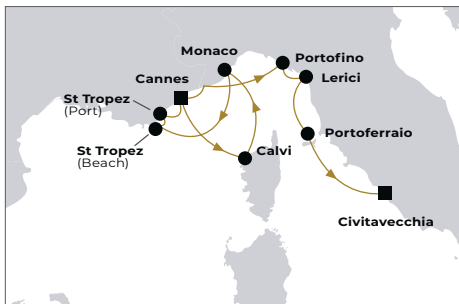 Monaco
Portofino
Lerici
Cannes
St Tropez
(Port)
St Tropez
(Beach)
Calvi
Portoferraio
Civitavecchia